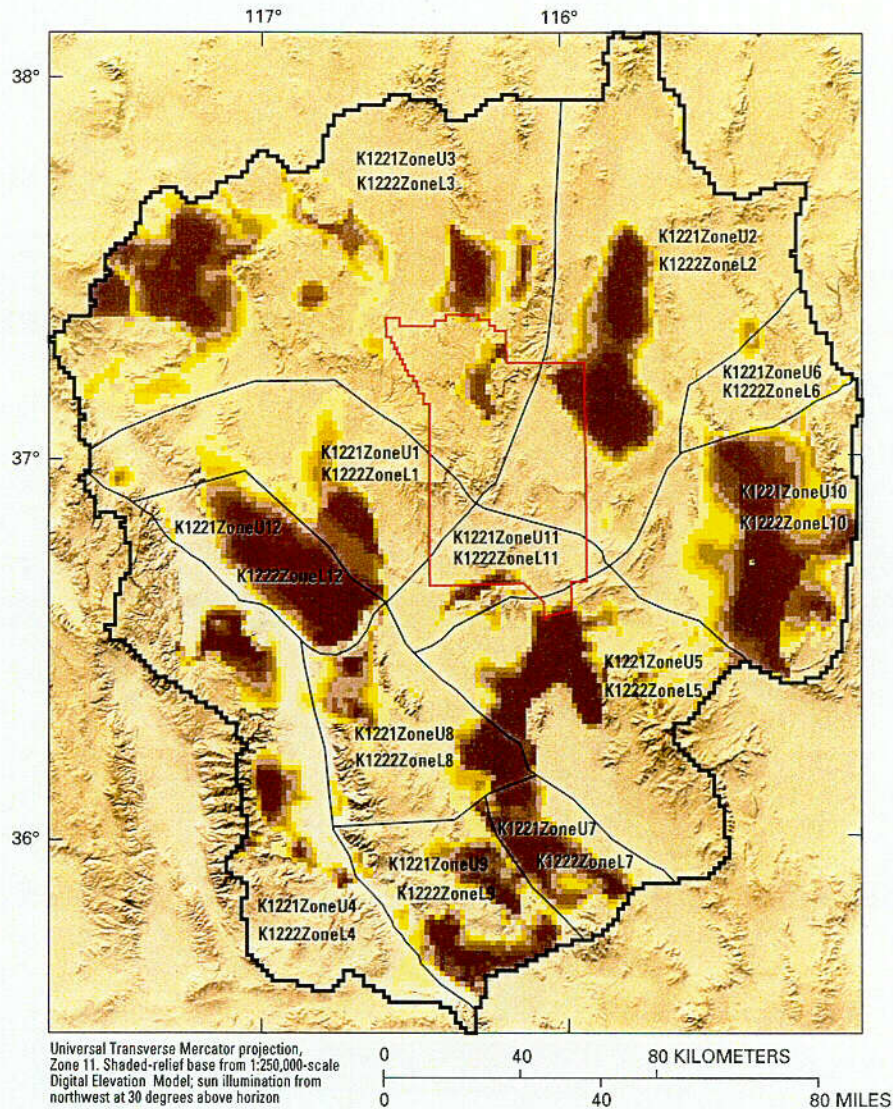 117° 116°
38°
K1221ZoneU3
K1222ZoneL3
K1221ZoneU2
K1222ZoneL2
K1221ZoneU6
K1222ZoneL6
37°
K1221ZoneU1
K1222ZoneL1
K1221ZoneU10
K1222ZoneL10
K1221ZoneU12
K1222ZoneL12
K1221ZoneU11
K1222ZoneL11
K1221ZoneU5
K1222ZoneL5
K1221ZoneU8
K1222ZoneL8
36°
K1221ZoneU7
K1222ZoneL7
K1221ZoneU9
K1222ZoneL9
K1221ZoneU4
K1222ZoneL4
Universal Transverse Mercator projection,
Zone 11. Shaded-relief base from 1:250,000-scale
Digital Elevation Model; sun illumination from
northwest at 30 degrees above horizon
0 40 80 KILOMETERS
0 40 80 MILES